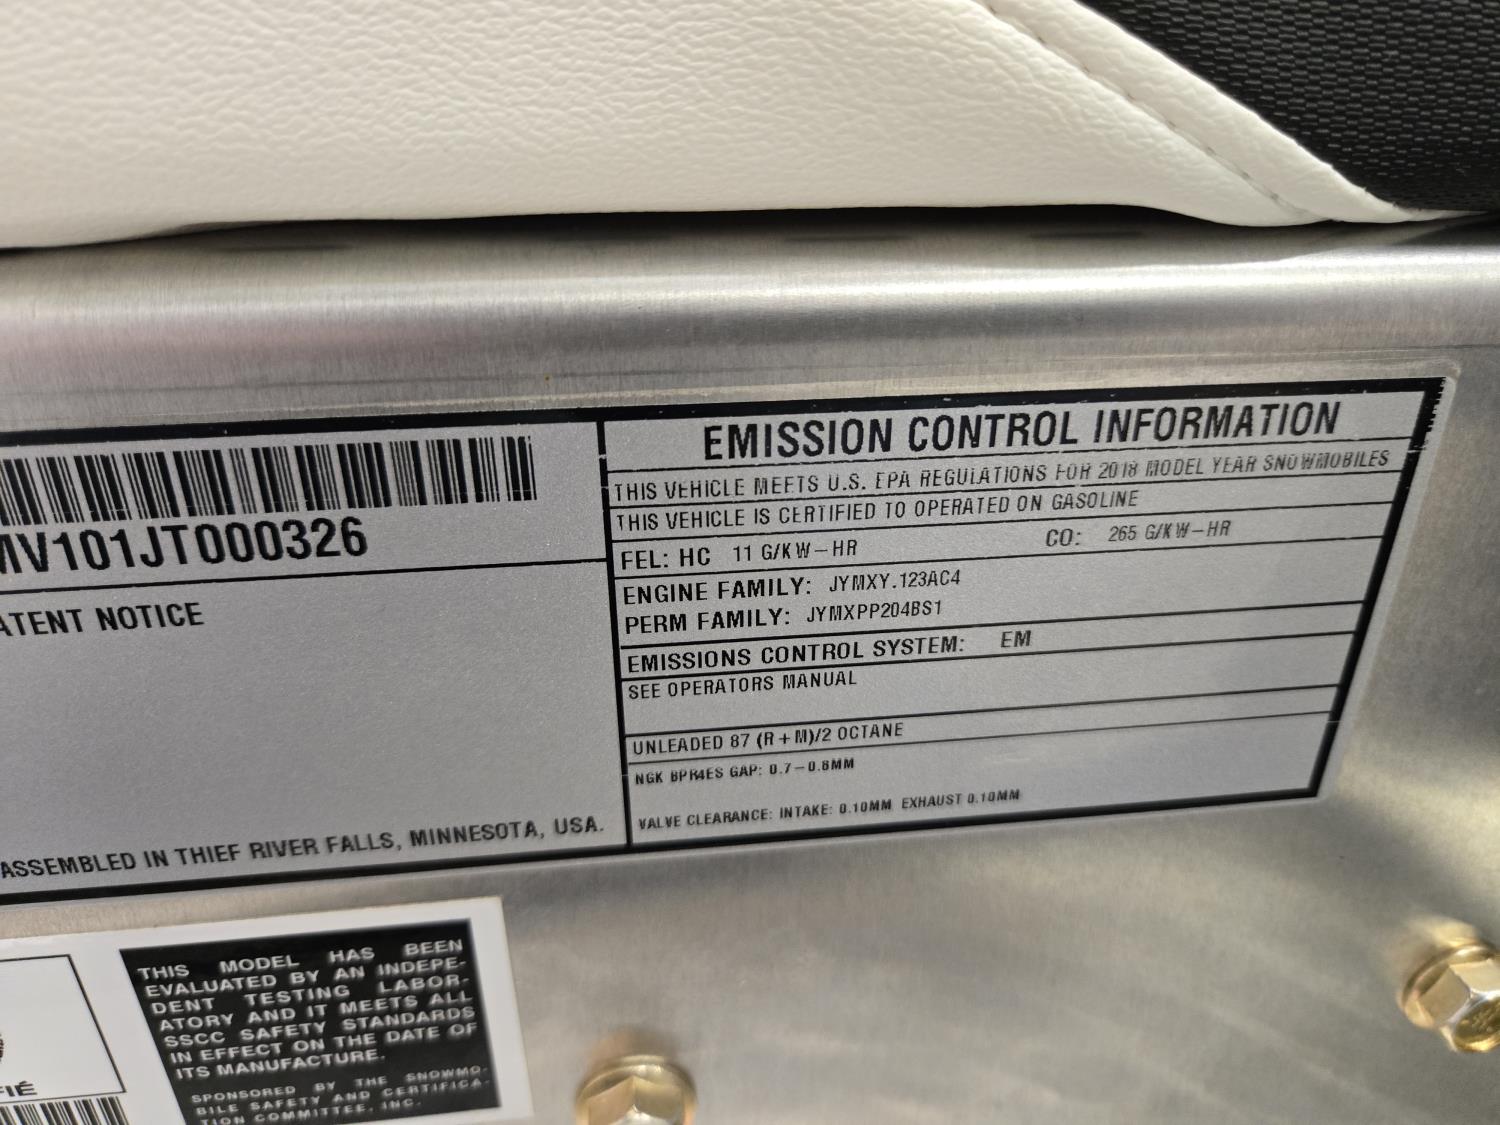 MV101JT000326
ATENT NOTICE
ASSEMBLED IN THIEF RIVER FALLS, MINNESOTA, USA.
EMISSION CONTROL INFORMATION
THIS VEHICLE MEETS U.S. EPA REGULATIONS FOR 2018 MODEL YEAR SNOWMOBILES
THIS VEHICLE IS CERTIFIED TO OPERATED ON GASOLINE
FEL: HC 11 G/KW-HR CO: 265 G/KW-HR
ENGINE FAMILY: JYMXY.123AC4
PERM FAMILY: JYMXPP204BS1
EMISSIONS CONTROL SYSTEM: EM
SEE OPERATORS MANUAL
UNLEADED 87 (R+M)/2 OCTANE
NGK BPR4ES GAP: 0.7-0.8MM
VALVE CLEARANCE: INTAKE: 0.10MM EXHAUST 0.10MM
FIÉ
THIS MODEL HAS BEEN
EVALUATED BY AN INDEPE-
DENT TESTING LABOR-
ATORY AND IT MEETS ALL
SSCC SAFETY STANDARDS
IN EFFECT ON THE DATE OF
ITS MANUFACTURE.
SPONSORED BY THE SNOWMO-
BILE SAFETY AND CERTIFICA-
TION COMMITTEE, INC.